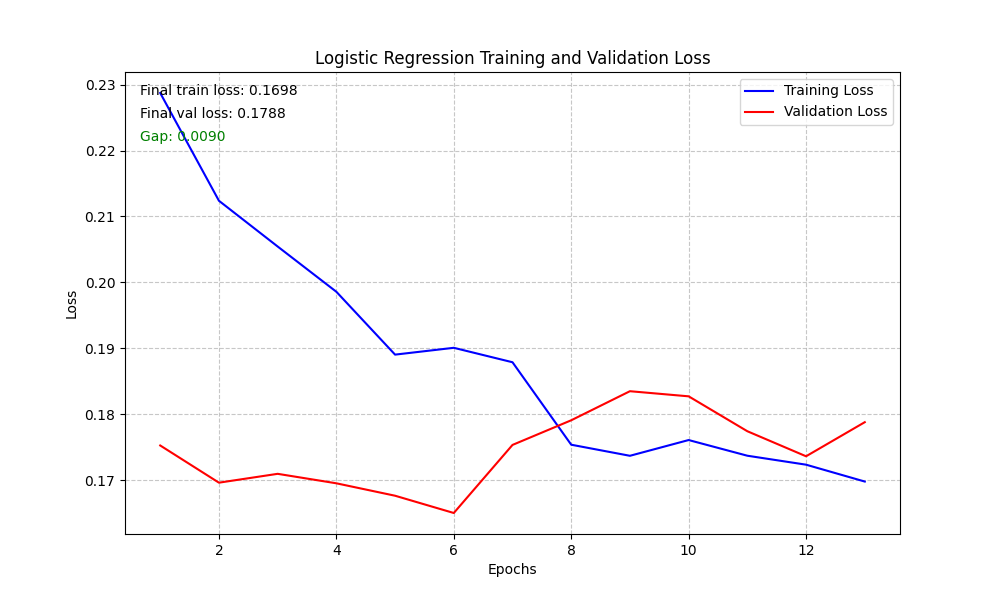 Logistic Regression Training and Validation Loss
Final train loss: 0.1698
Final val loss: 0.1788
Gap: 0.0090
Training Loss
Validation Loss
0.23
0.22
0.21
0.20
0.19
0.18
0.17
Loss
2 4 6 8 10 12
Epochs